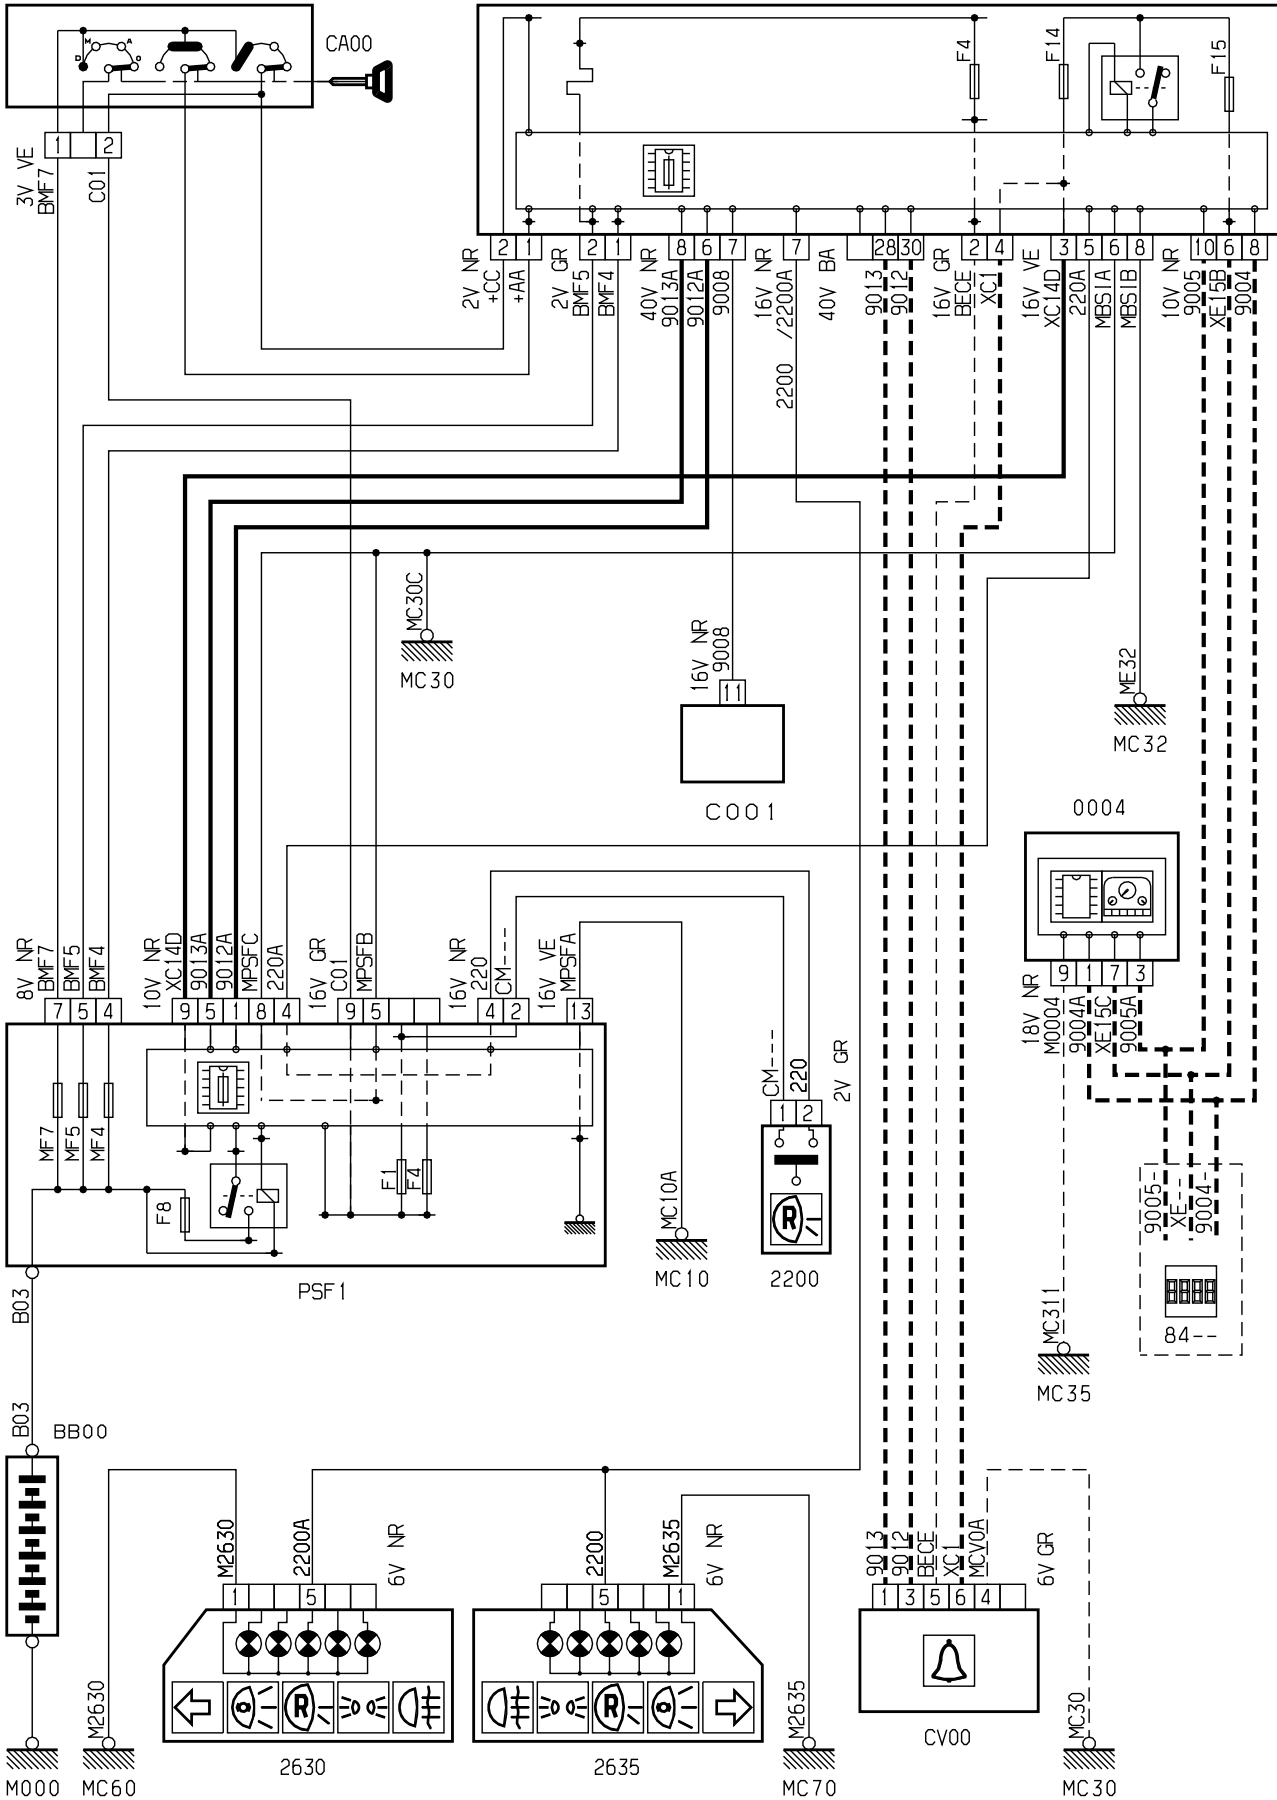 CA00
M A
D O
F4
F14
F15
1 2
3V VE
BMF7
C01
2 1 2 1 8 6 7 7 28 30 2 4 3 5 6 8 10 6 8
2V NR
+CC
+AA
2V GR
BMF5
BMF4
40V NR
9013A
9012A
9008
16V NR
/2200A
2200
40V BA
9013
9012
16V GR
BECE
XC1
16V VE
XC14D
220A
MBSIA
MBSIB
10V NR
9005
XE15B
9004
MC30C
MC30
16V NR
9008
11
C001
ME32
MC32
0004
9 1 7 3
18V NR
M0004
9004A
XE15C
9005A
8V NR
BMF7
BMF5
BMF4
10V NR
XC14D
9013A
9012A
MPSFC
220A
16V GR
C01
MPSFB
16V NR
220
CM----
16V VE
MPSFA
7 5 4 9 5 1 8 4 9 5 4 2 13
MF7
MF5
MF4
F8
F1
F4
PSF1
MC10A
MC10
CM----
220
2V GR
1 2
R
2200
9005-
XE--
9004-
84--
MC311
MC35
B03
B03
BB00
M2630
2200A
6V NR
1 5
R
2630
2200
M2635
6V NR
5 1
R
2635
9013
9012
BECE
XC1
MCV0A
6V GR
1 3 5 6 4
CV00
M2630
M2635
MC30
M000
MC60
MC70
MC30